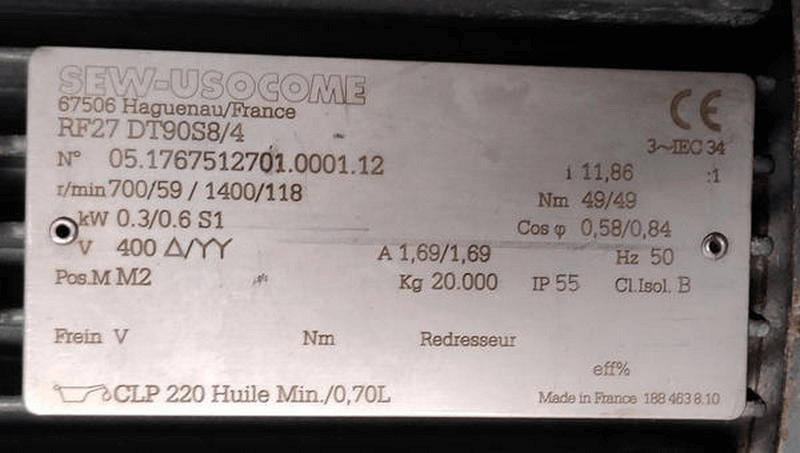 SEW-USOCOME
67506 Haguenau/France
CE
RF27 DT90S8/4
3~IEC 34
N° 05.1767512701.0001.12
i 11,86 :1
r/min 700/59 / 1400/118
Nm 49/49
kW 0.3/0.6 S1
Cos φ 0,58/0,84
V 400 Δ/YY
A 1,69/1,69
Hz 50
Pos.M M2
Kg 20.000
IP 55
Cl.Isol. B
Frein V
Nm
Redresseur
eff%
CLP 220 Huile Min./0,70L
Made in France 188 463 8.10